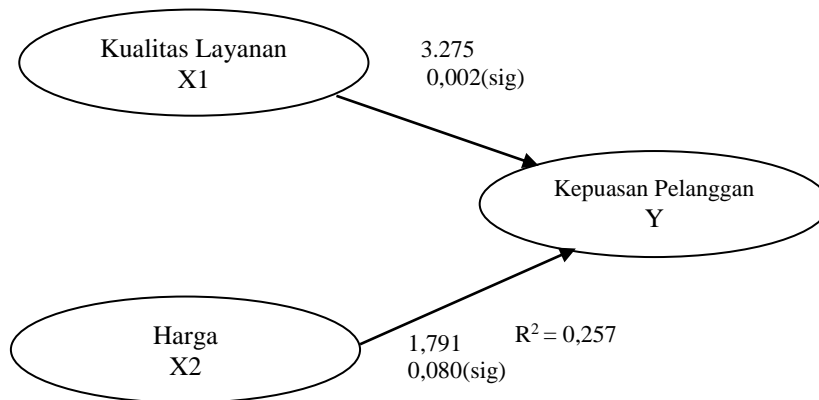 Kualitas Layanan
X1
3.275
0,002(sig)
Kepuasan Pelanggan
Y
Harga
X2
1,791
0,080(sig)
R² = 0,257